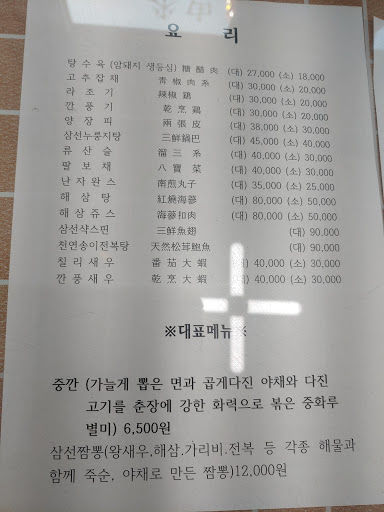 요 리
탕 수 육 (암돼지 생등심) 糖 醋 肉 (대) 27,000 (소) 18,000
고 추 잡 채 靑 椒 肉 系 (대) 30,000 (소) 20,000
라 조 기 辣 椒 鷄 (대) 30,000 (소) 20,000
깐 풍 기 乾 烹 鷄 (대) 30,000 (소) 20,000
양 장 피 兩 張 皮 (대) 38,000 (소) 30,000
삼선누룽지탕 三鮮鍋巴 (대) 45,000 (소) 40,000
류 산 슬 溜 三 系 (대) 40,000 (소) 30,000
팔 보 채 八 寶 菜 (대) 40,000 (소) 30,000
난 자 완 스 南煎丸子 (대) 35,000 (소) 25,000
해 삼 탕 紅燒海蔘 (대) 80,000 (소) 50,000
해 삼 쥬 스 海蔘扣肉 (대) 80,000 (소) 50,000
삼선샥스핀 三鮮魚翅 (대) 90,000
천연송이전복탕 天然松茸鮑魚 (대) 90,000
칠 리 새 우 番 茄 大 蝦 (대) 40,000 (소) 30,000
깐 풍 새 우 乾 烹 大 蝦 (대) 40,000 (소) 30,000
※대표메뉴※
중깐 (가늘게 뽑은 면과 곱게다진 야채와 다진
고기를 춘장에 강한 화력으로 볶은 중화루
별미) 6,500원
삼선짬뽕(왕새우.해삼.가리비.전복 등 각종 해물과
함께 죽순, 야채로 만든 짬뽕)12,000원